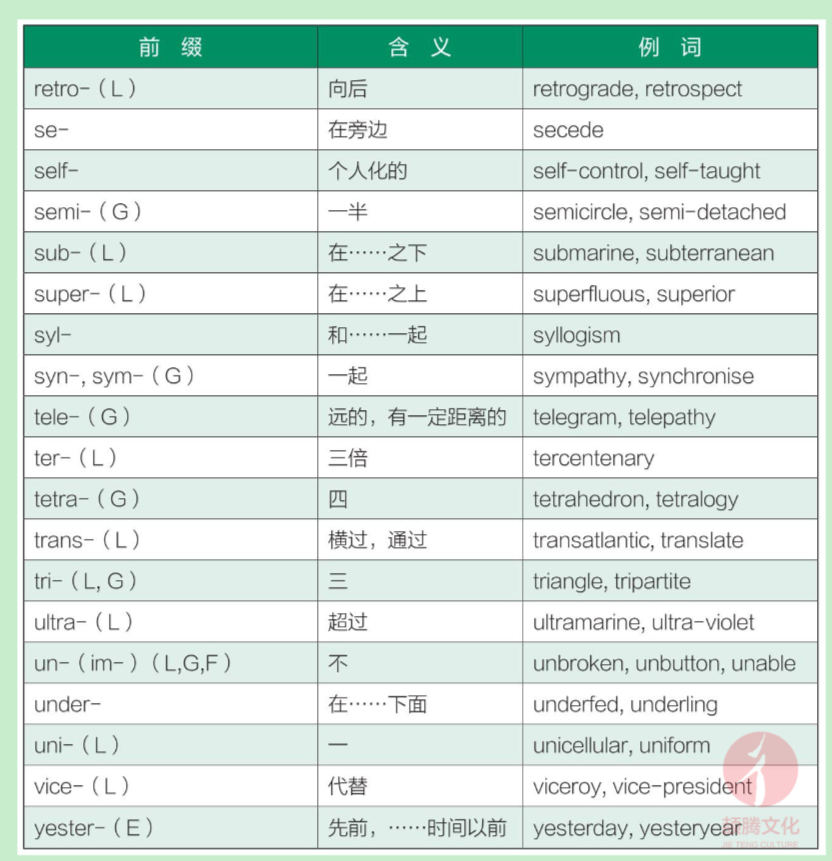 前 缀 含 义 例 词
retro-（L） 向后 retrograde, retrospect
se- 在旁边 secede
self- 个人化的 self-control, self-taught
semi-（G） 一半 semicircle, semi-detached
sub-（L） 在……之下 submarine, subterranean
super-（L） 在……之上 superfluous, superior
syl- 和……一起 syllogism
syn-, sym-（G） 一起 sympathy, synchronise
tele-（G） 远的，有一定距离的 telegram, telepathy
ter-（L） 三倍 tercentenary
tetra-（G） 四 tetrahedron, tetralogy
trans-（L） 横过，通过 transatlantic, translate
tri-（L, G） 三 triangle, tripartite
ultra-（L） 超过 ultramarine, ultra-violet
un-（im-）（L,G,F） 不 unbroken, unbutton, unable
under- 在……下面 underfed, underling
uni-（L） 一 unicellular, uniform
vice-（L） 代替 viceroy, vice-president
yester-（E） 先前，……时间以前 yesterday, yesteryear
腾文化
JIE TENG CULTURE